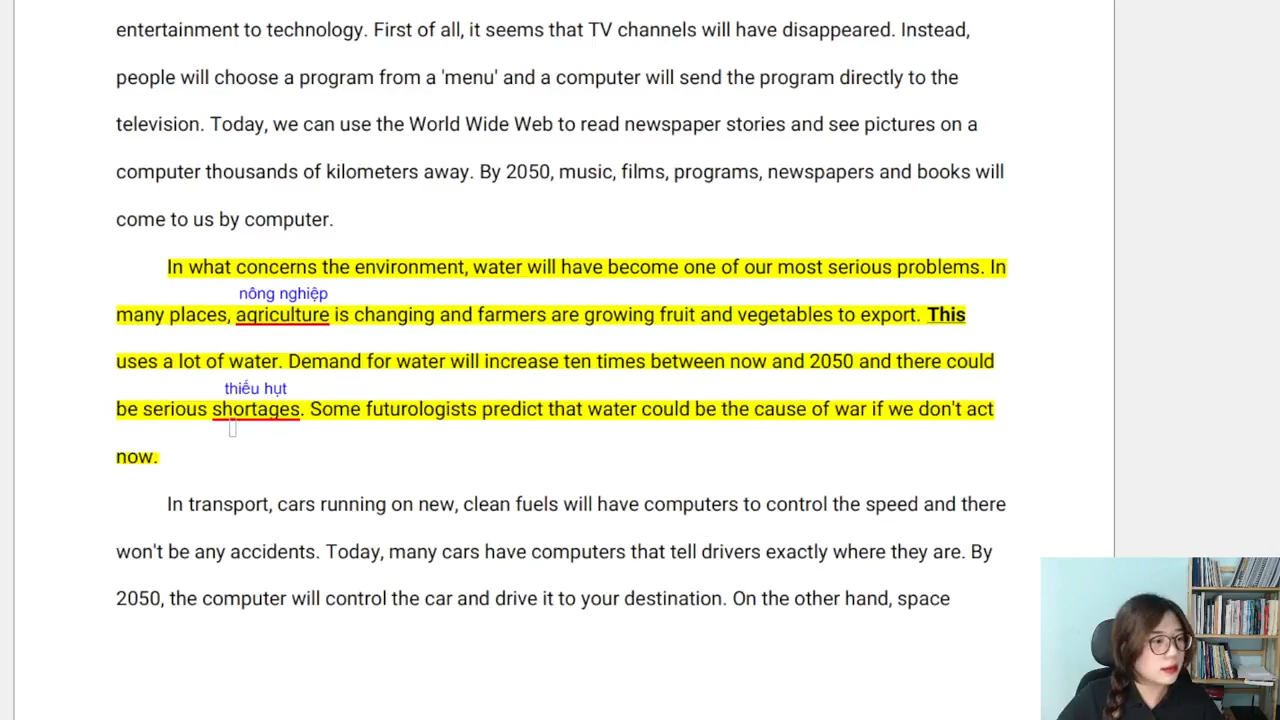 entertainment to technology. First of all, it seems that TV channels will have disappeared. Instead,
people will choose a program from a 'menu' and a computer will send the program directly to the
television. Today, we can use the World Wide Web to read newspaper stories and see pictures on a
computer thousands of kilometers away. By 2050, music, films, programs, newspapers and books will
come to us by computer.
In what concerns the environment, water will have become one of our most serious problems. In
nông nghiệp
many places, agriculture is changing and farmers are growing fruit and vegetables to export. This
uses a lot of water. Demand for water will increase ten times between now and 2050 and there could
thiếu hụt
be serious shortages. Some futurologists predict that water could be the cause of war if we don't act
now.
In transport, cars running on new, clean fuels will have computers to control the speed and there
won't be any accidents. Today, many cars have computers that tell drivers exactly where they are. By
2050, the computer will control the car and drive it to your destination. On the other hand, space